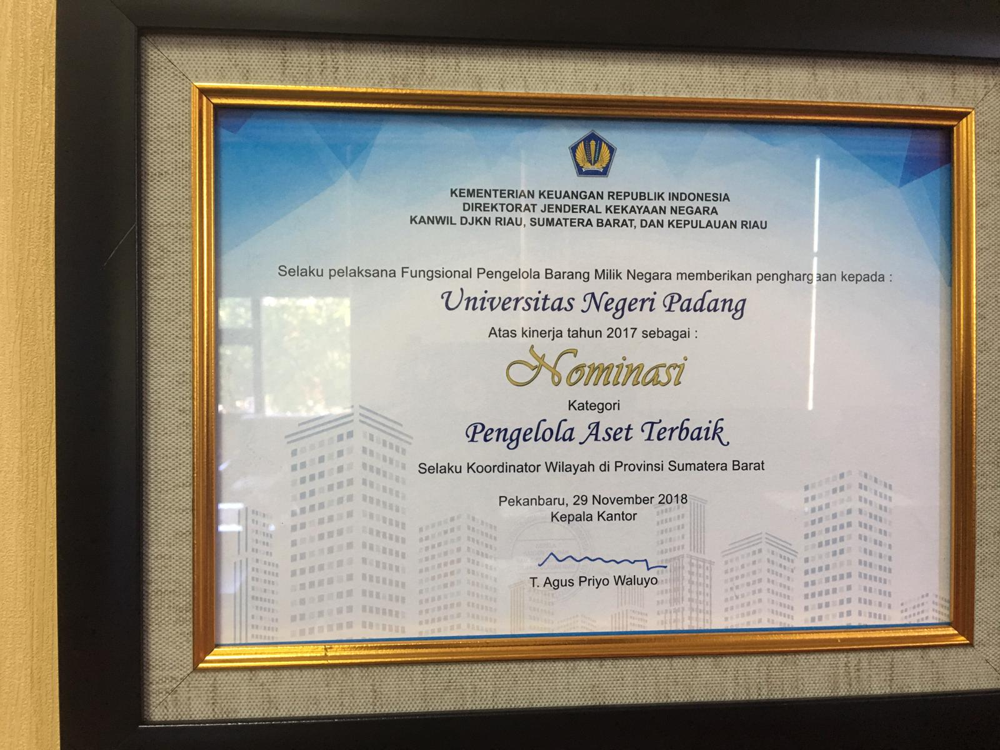 KEMENTERIAN KEUANGAN REPUBLIK INDONESIA
DIREKTORAT JENDERAL KEKAYAAN NEGARA
KANWIL DJKN RIAU, SUMATERA BARAT, DAN KEPULAUAN RIAU
Selaku pelaksana Fungsional Pengelola Barang Milik Negara memberikan penghargaan kepada :
Universitas Negeri Padang
Atas kinerja tahun 2017 sebagai :
Nominasi
Kategori
Pengelola Aset Terbaik
Selaku Koordinator Wilayah di Provinsi Sumatera Barat
Pekanbaru, 29 November 2018
Kepala Kantor
T. Agus Priyo Waluyo